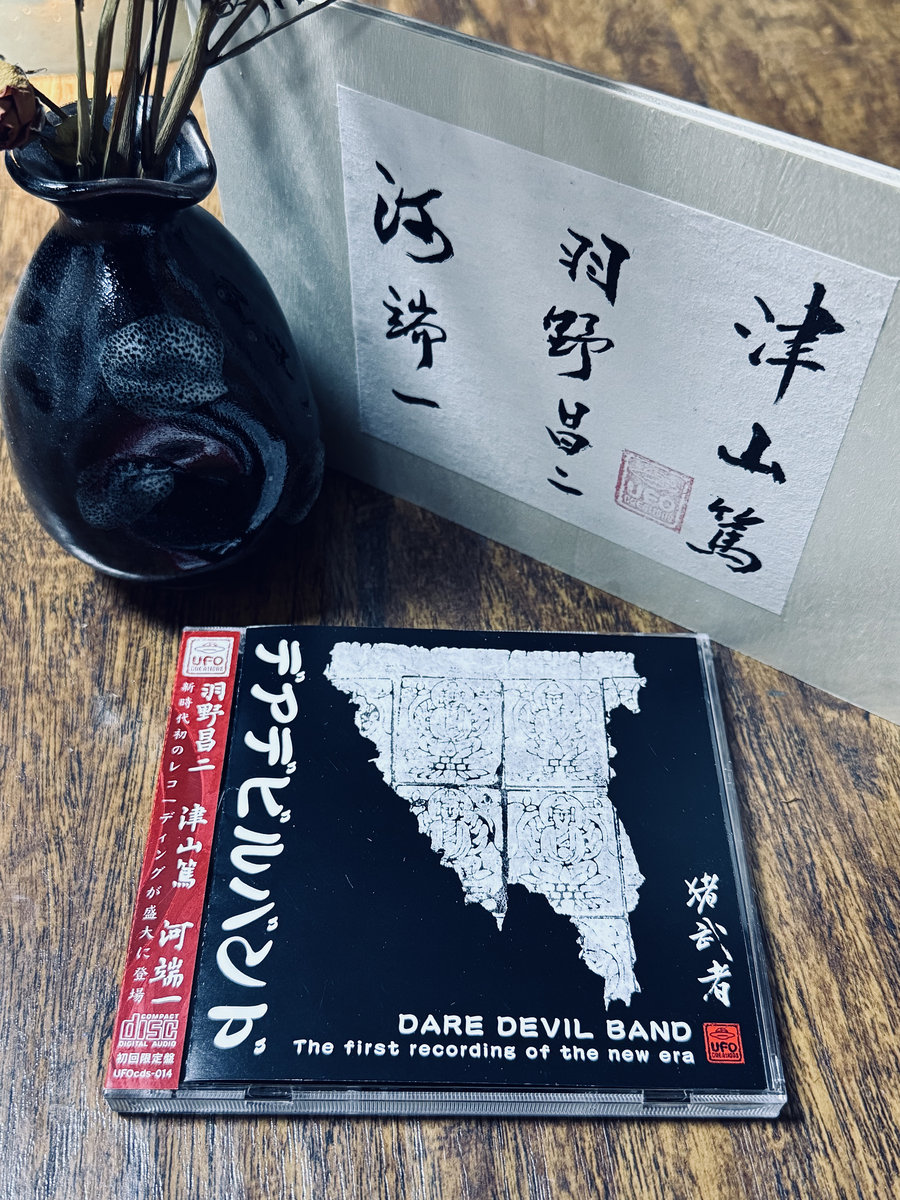 津山篤
羽野昌二
河端一
UFO
UFO
羽野昌二 津山篤 河端一
新時代初のレコーディングが盛大に登場
COMPACT
disc
DIGITAL AUDIO
初回限定盤
UFOcds-014
デアデビルバンド
猪武者
DARE DEVIL BAND
The first recording of the new era
UFO